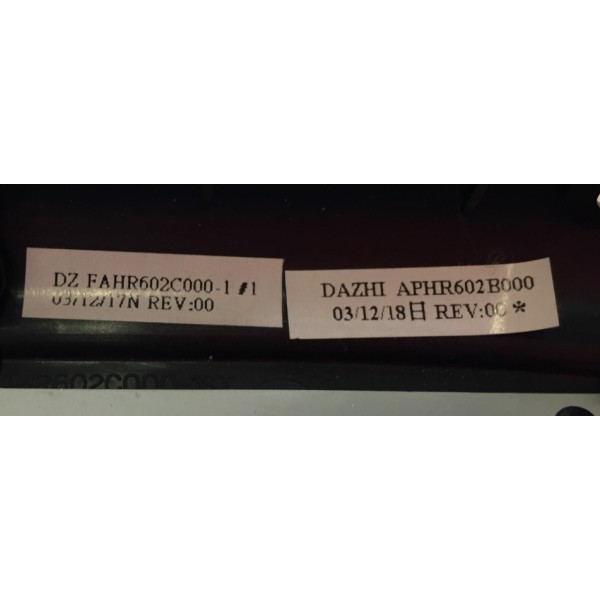 DZ FAHR602C000-1 #1
03/12/17N REV:00
DAZHI APHR602B000
03/12/18日 REV:00 *